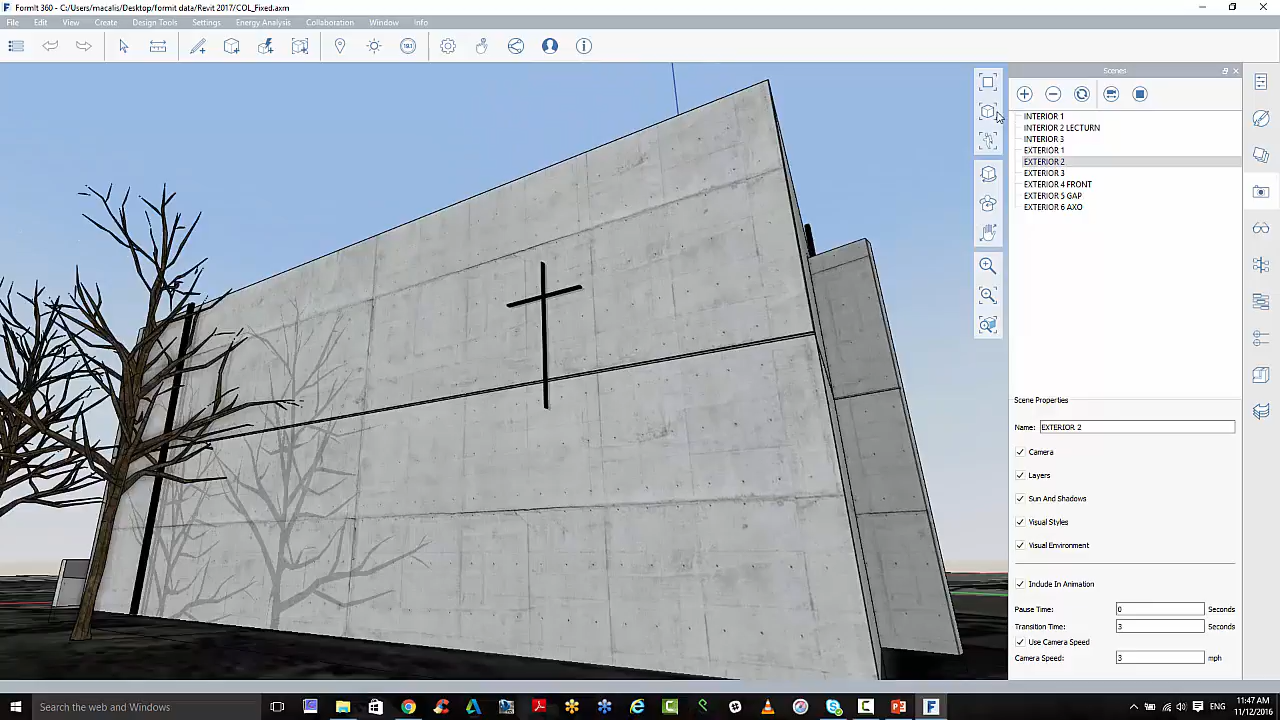 FormIt 360 - C:/Users/macalis/Desktop/formit data/Revit 2017/COL_Fixed.axm
File Edit View Create Design Tools Settings Energy Analysis Collaboration Window Info
Scenes
INTERIOR 1
INTERIOR 2 LECTURN
INTERIOR 3
EXTERIOR 1
EXTERIOR 2
EXTERIOR 3
EXTERIOR 4 FRONT
EXTERIOR 5 GAP
EXTERIOR 6 AXO
Scene Properties
Name: EXTERIOR 2
Camera
Layers
Sun And Shadows
Visual Styles
Visual Environment
Include In Animation
Pause Time: 0 Seconds
Transition Time: 3 Seconds
Use Camera Speed
Camera Speed: 3 mph
Search the web and Windows
ENG
11:47 AM
11/12/2016